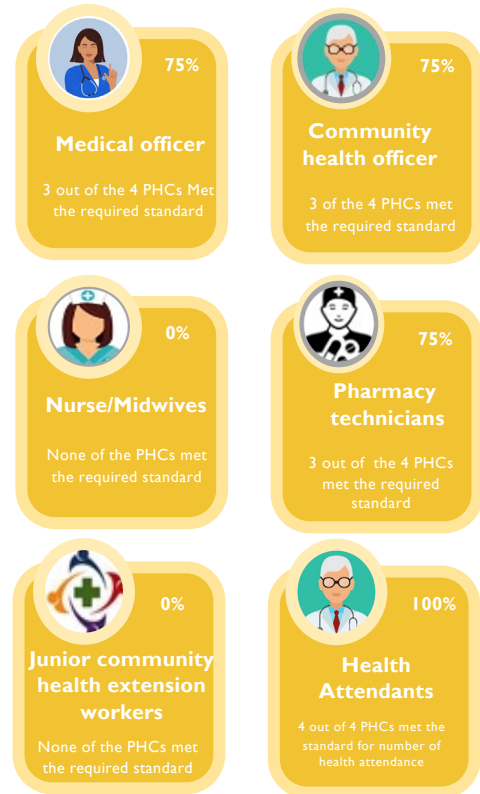 75%
Medical officer
3 out of the 4 PHCs Met
the required standard
75%
Community
health officer
3 of the 4 PHCs met
the required standard
0%
Nurse/Midwives
None of the PHCs met
the required standard
75%
Pharmacy
technicians
3 out of the 4 PHCs
met the required
standard
0%
Junior community
health extension
workers
None of the PHCs met
the required standard
100%
Health
Attendants
4 out of 4 PHCs met the
standard for number of
health attendance